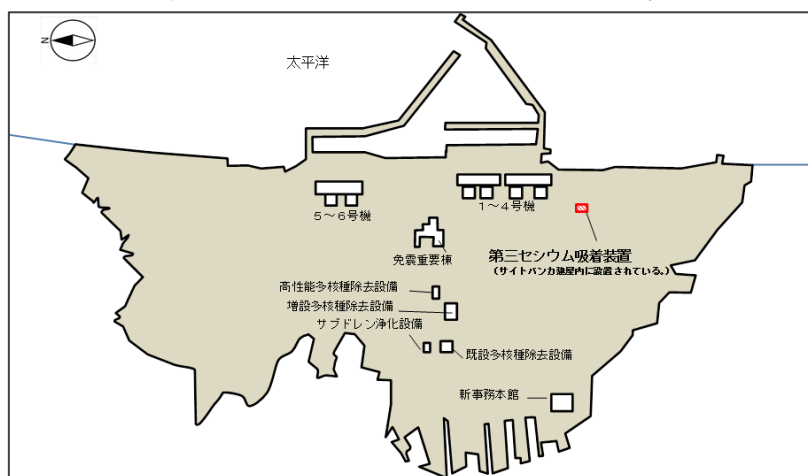 N
太平洋
５～６号機
１～４号機
免震重要棟
第三セシウム吸着装置
（サイトバンカ建屋内に設置されている。）
高性能多核種除去設備
増設多核種除去設備
サブドレン浄化設備
既設多核種除去設備
新事務本館